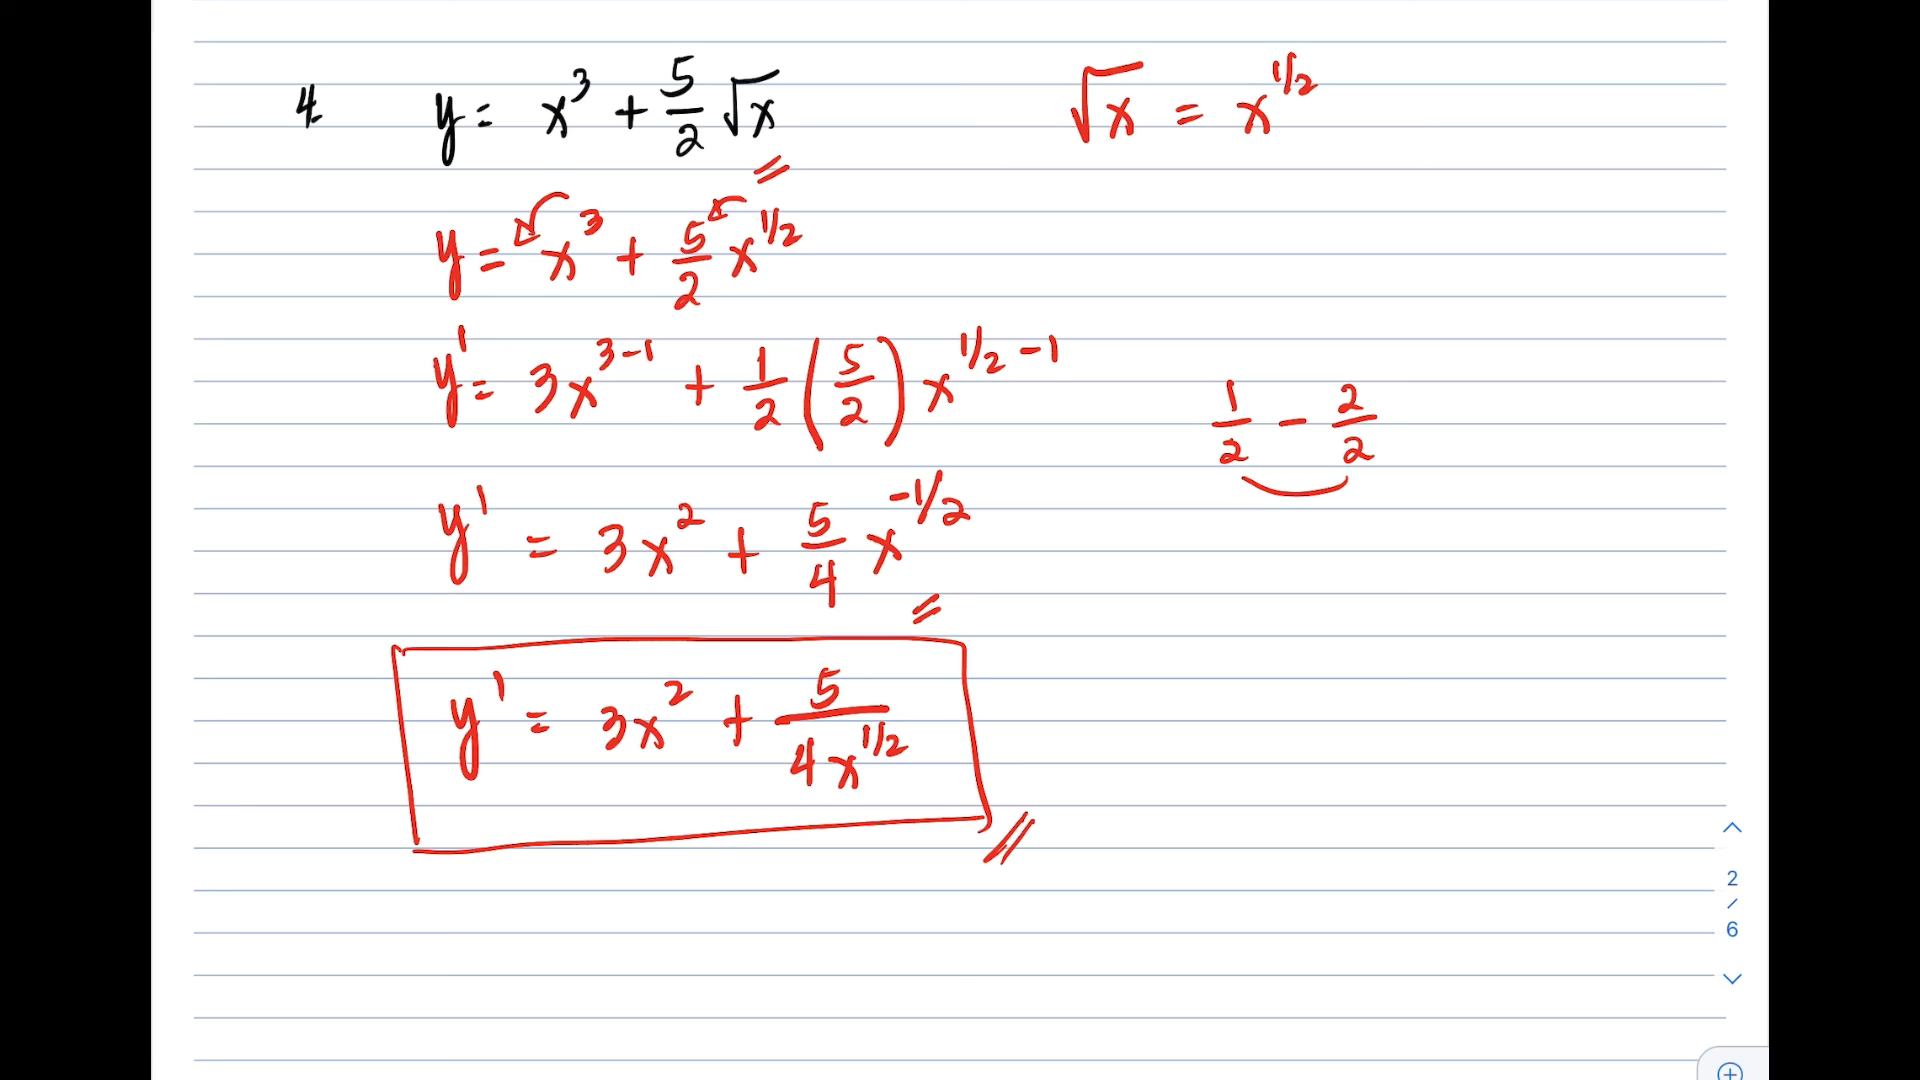 4. y = x³ + 5/2 √x
√x = x^1/2
y = x³ + 5/2 x^1/2
y' = 3x^3-1 + 1/2 (5/2) x^1/2 - 1
1/2 - 2/2
y' = 3x² + 5/4 x^-1/2
y' = 3x² + 5/4x^1/2
2
/
6